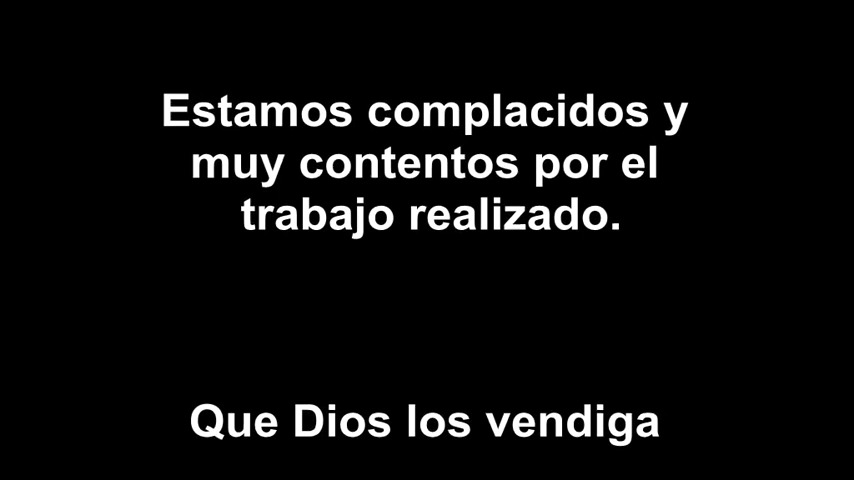 Estamos complacidos y
muy contentos por el
trabajo realizado.
Que Dios los vendiga